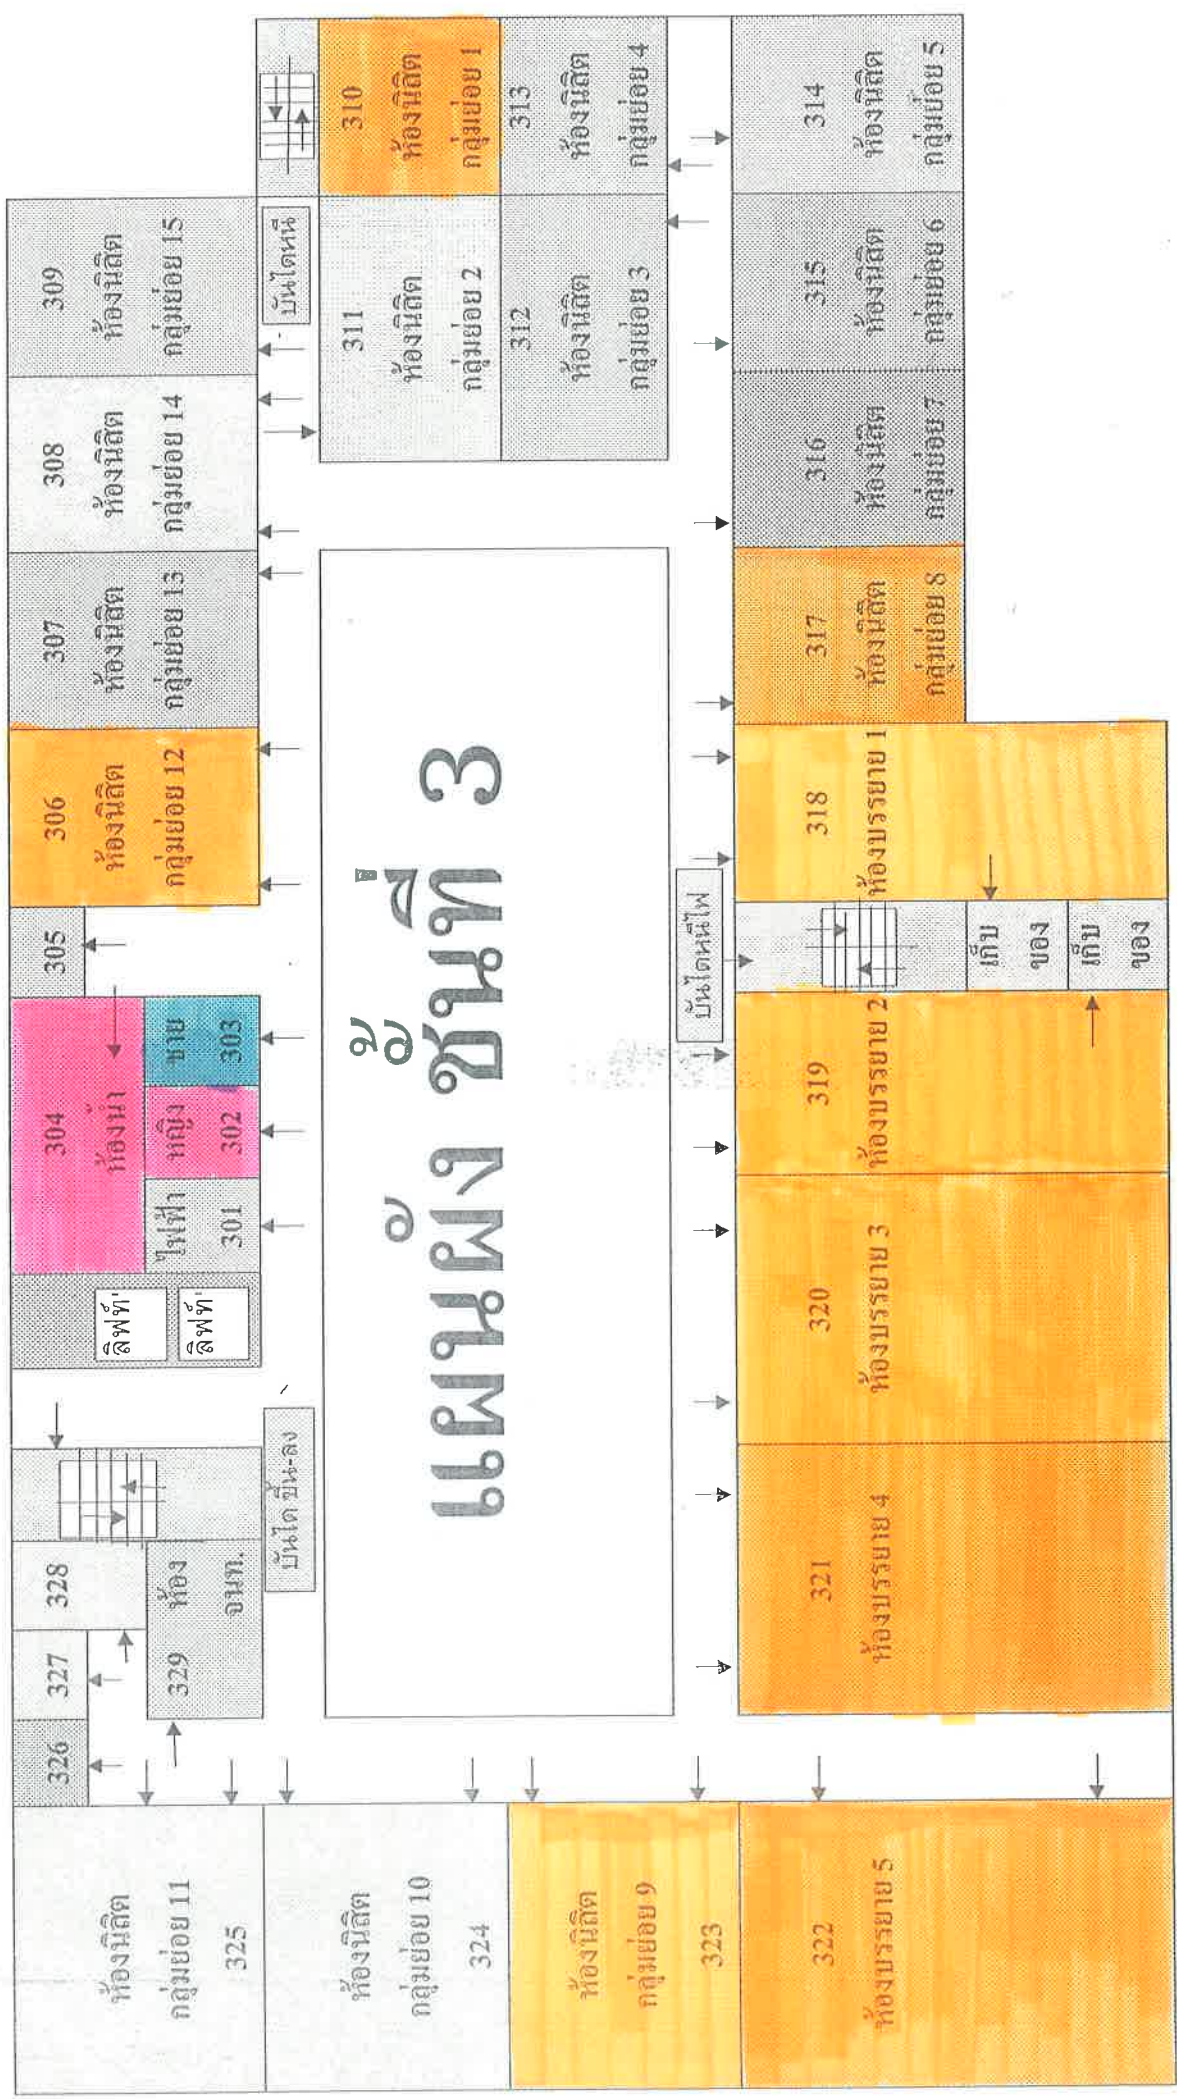 แผนผัง ชั้นที่ 3
ห้องนิสิต
กลุ่มย่อย 11
325
326
327
328
329 ห้อง
จนท.
บันได ขึ้น-ลง
ลิฟท์
ลิฟท์
304
ห้องน้ำ
ไฟฟ้า
301
หญิง
302
ชาย
303
305
306
ห้องนิสิต
กลุ่มย่อย 12
307
ห้องนิสิต
กลุ่มย่อย 13
308
ห้องนิสิต
กลุ่มย่อย 14
309
ห้องนิสิต
กลุ่มย่อย 15
บันไดหนี
310
ห้องนิสิต
กลุ่มย่อย 1
311
ห้องนิสิต
กลุ่มย่อย 2
312
ห้องนิสิต
กลุ่มย่อย 3
313
ห้องนิสิต
กลุ่มย่อย 4
ห้องนิสิต
กลุ่มย่อย 10
324
ห้องนิสิต
กลุ่มย่อย 9
323
322
ห้องบรรยาย 5
321
ห้องบรรยาย 4
320
ห้องบรรยาย 3
319
ห้องบรรยาย 2
บันไดหนีไฟ
เก็บ
ของ
เก็บ
ของ
318
ห้องบรรยาย 1
317
ห้องนิสิต
กลุ่มย่อย 8
316
ห้องนิสิต
กลุ่มย่อย 7
315
ห้องนิสิต
กลุ่มย่อย 6
314
ห้องนิสิต
กลุ่มย่อย 5